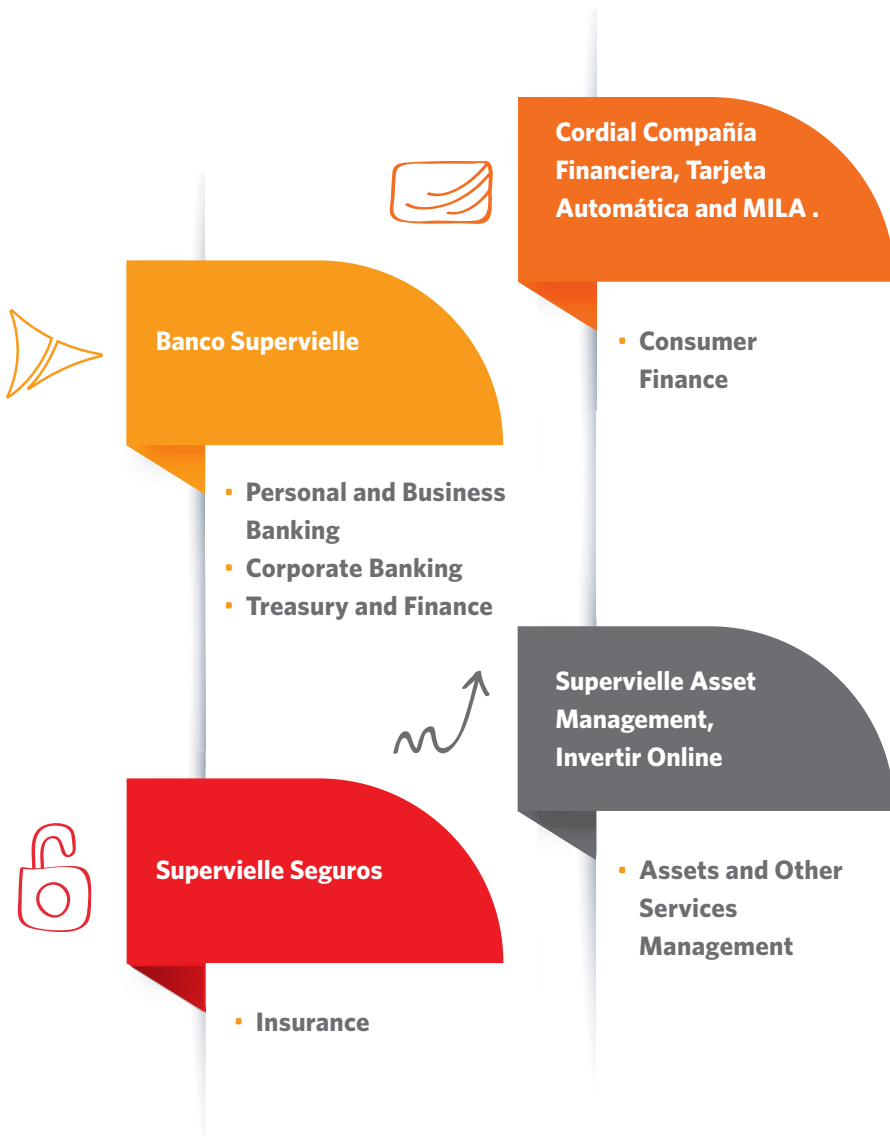 Banco Supervielle
• Personal and Business
Banking
• Corporate Banking
• Treasury and Finance
Cordial Compañía
Financiera, Tarjeta
Automática and MILA .
• Consumer
Finance
Supervielle Seguros
• Insurance
Supervielle Asset
Management,
Invertir Online
• Assets and Other
Services
Management